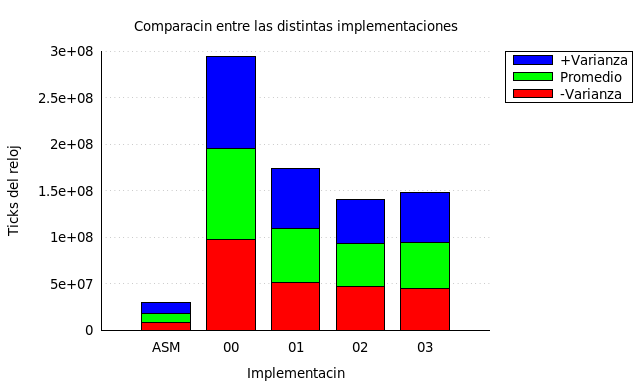 Comparacin entre las distintas implementaciones
3e+08
2.5e+08
2e+08
1.5e+08
1e+08
5e+07
0
Ticks del reloj
ASM 00 01 02 03
Implementacin
+Varianza
Promedio
-Varianza